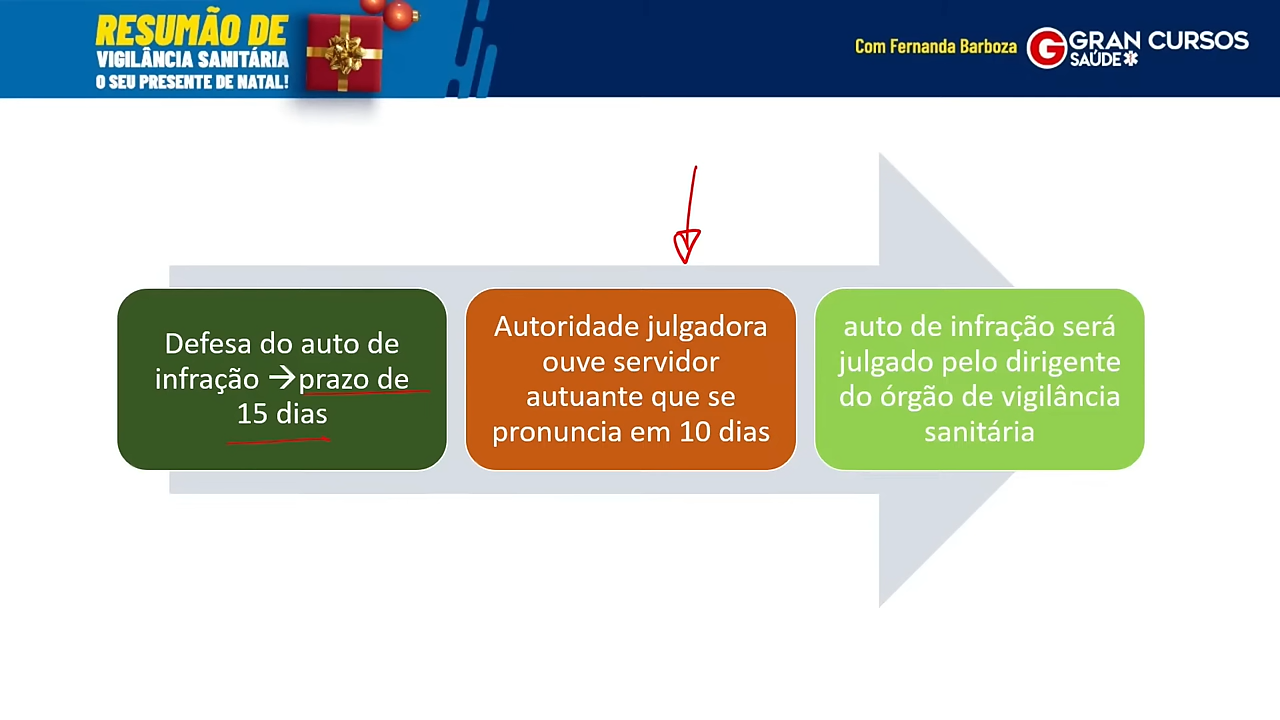 RESUMÃO DE
VIGILÂNCIA SANITÁRIA
O SEU PRESENTE DE NATAL!
Com Fernanda Barboza
GRAN CURSOS
SAÚDE
Defesa do auto de
infração →prazo de
15 dias
Autoridade julgadora
ouve servidor
autuante que se
pronuncia em 10 dias
auto de infração será
julgado pelo dirigente
do órgão de vigilância
sanitária